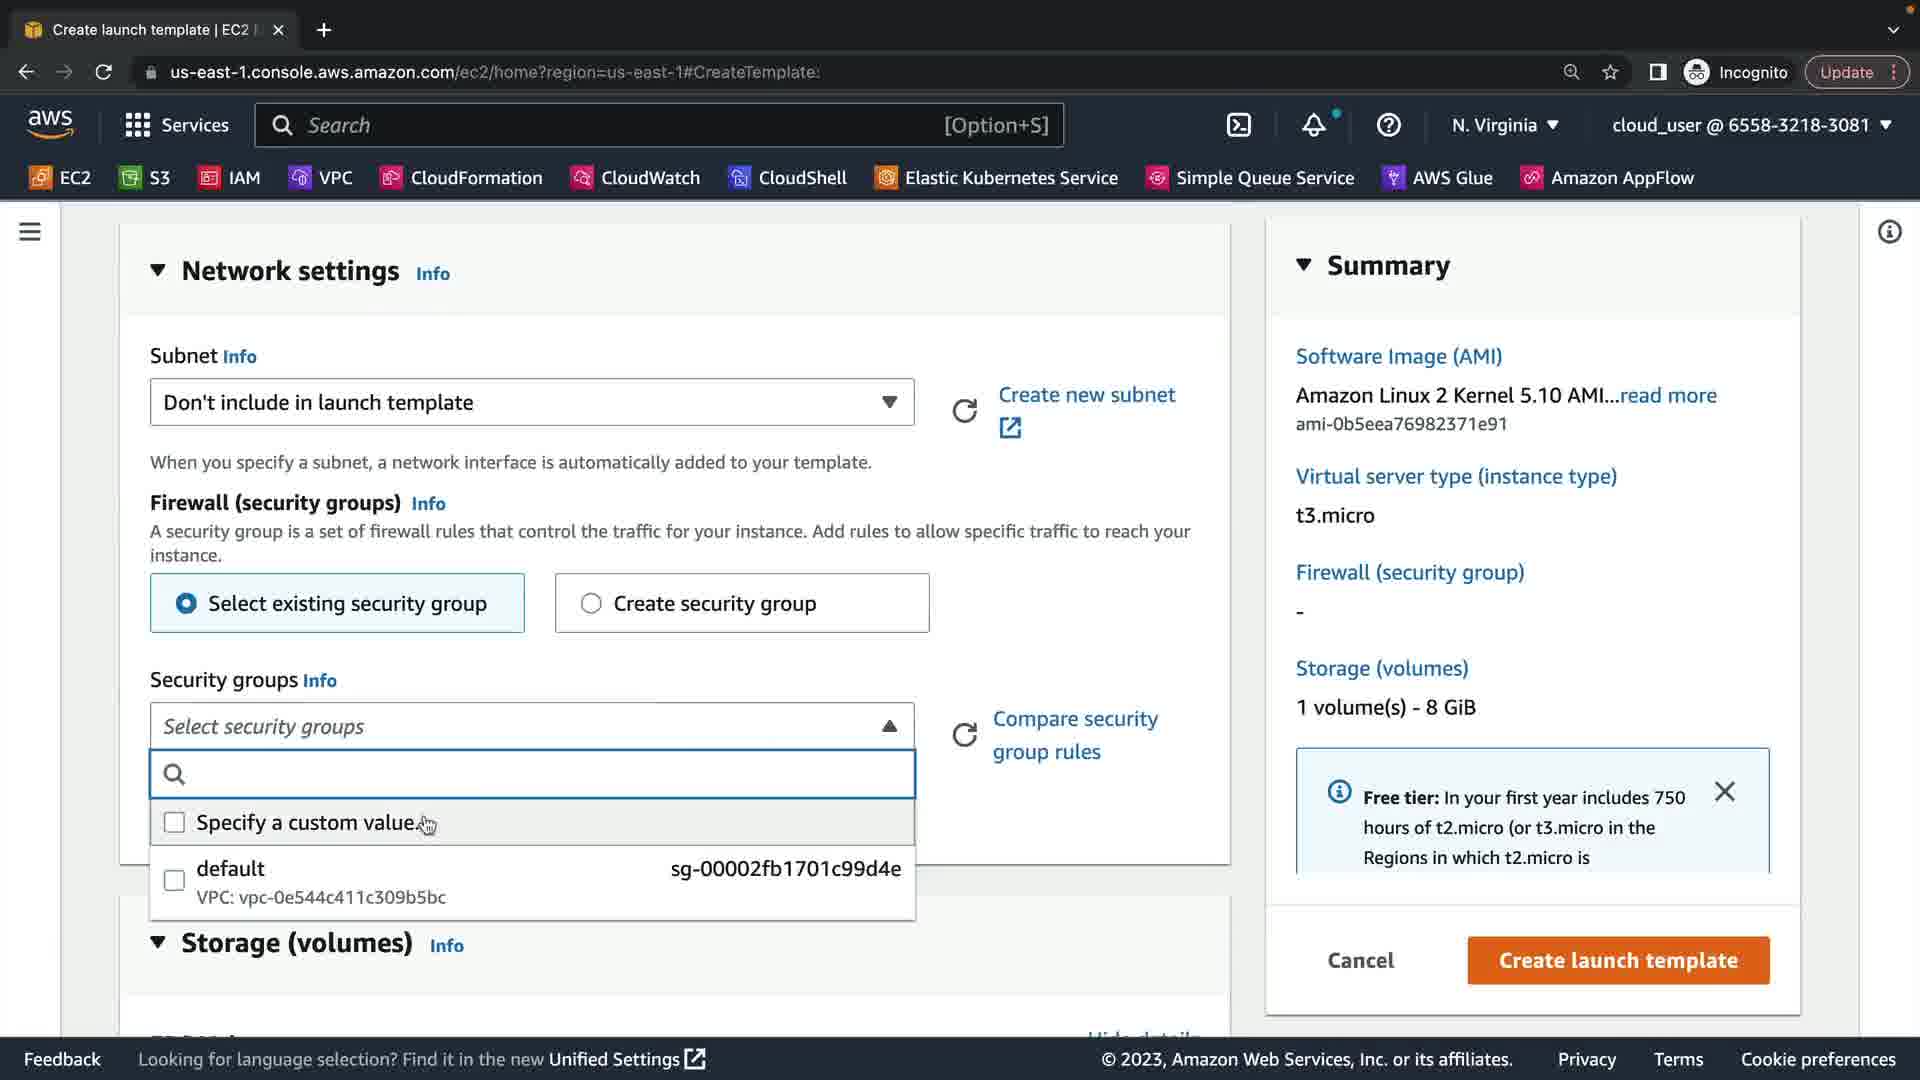 Create launch template | EC2
us-east-1.console.aws.amazon.com/ec2/home?region=us-east-1#CreateTemplate:
Incognito
Update
aws
Services
Search
[Option+S]
N. Virginia
cloud_user @ 6558-3218-3081
EC2
S3
IAM
VPC
CloudFormation
CloudWatch
CloudShell
Elastic Kubernetes Service
Simple Queue Service
AWS Glue
Amazon AppFlow
Network settings Info
Subnet Info
Don't include in launch template
Create new subnet
When you specify a subnet, a network interface is automatically added to your template.
Firewall (security groups) Info
A security group is a set of firewall rules that control the traffic for your instance. Add rules to allow specific traffic to reach your
instance.
Select existing security group
Create security group
Security groups Info
Select security groups
Compare security
group rules
Specify a custom value.
default
sg-00002fb1701c99d4e
VPC: vpc-0e544c411c309b5bc
Storage (volumes) Info
Summary
Software Image (AMI)
Amazon Linux 2 Kernel 5.10 AMI...read more
ami-0b5eea76982371e91
Virtual server type (instance type)
t3.micro
Firewall (security group)
-
Storage (volumes)
1 volume(s) - 8 GiB
Free tier: In your first year includes 750
hours of t2.micro (or t3.micro in the
Regions in which t2.micro is
Cancel
Create launch template
Feedback
Looking for language selection? Find it in the new Unified Settings
© 2023, Amazon Web Services, Inc. or its affiliates.
Privacy
Terms
Cookie preferences